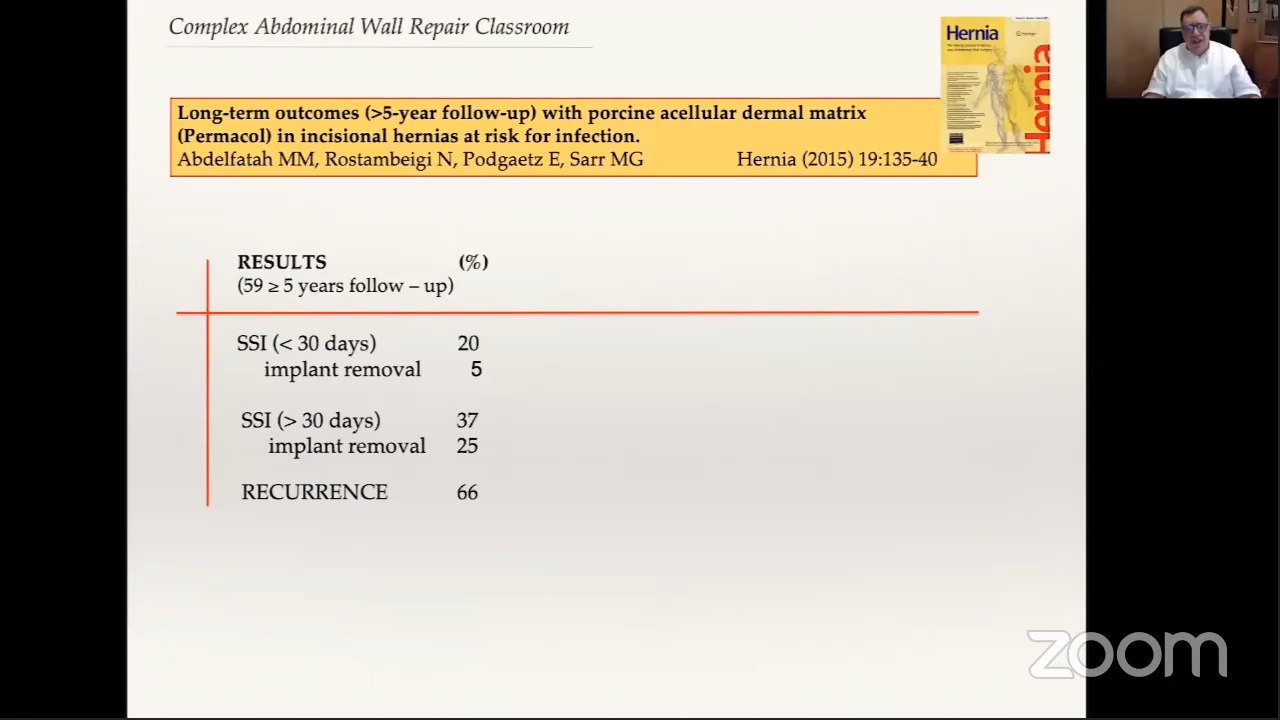 Complex Abdominal Wall Repair Classroom
Hernia
Hernia
Long-term outcomes (>5-year follow-up) with porcine acellular dermal matrix
(Permacol) in incisional hernias at risk for infection.
Abdelfatah MM, Rostambeigi N, Podgaetz E, Sarr MG Hernia (2015) 19:135-40
RESULTS (%)
(59 ≥ 5 years follow – up)
SSI (< 30 days) 20
implant removal 5
SSI (> 30 days) 37
implant removal 25
RECURRENCE 66
zoom